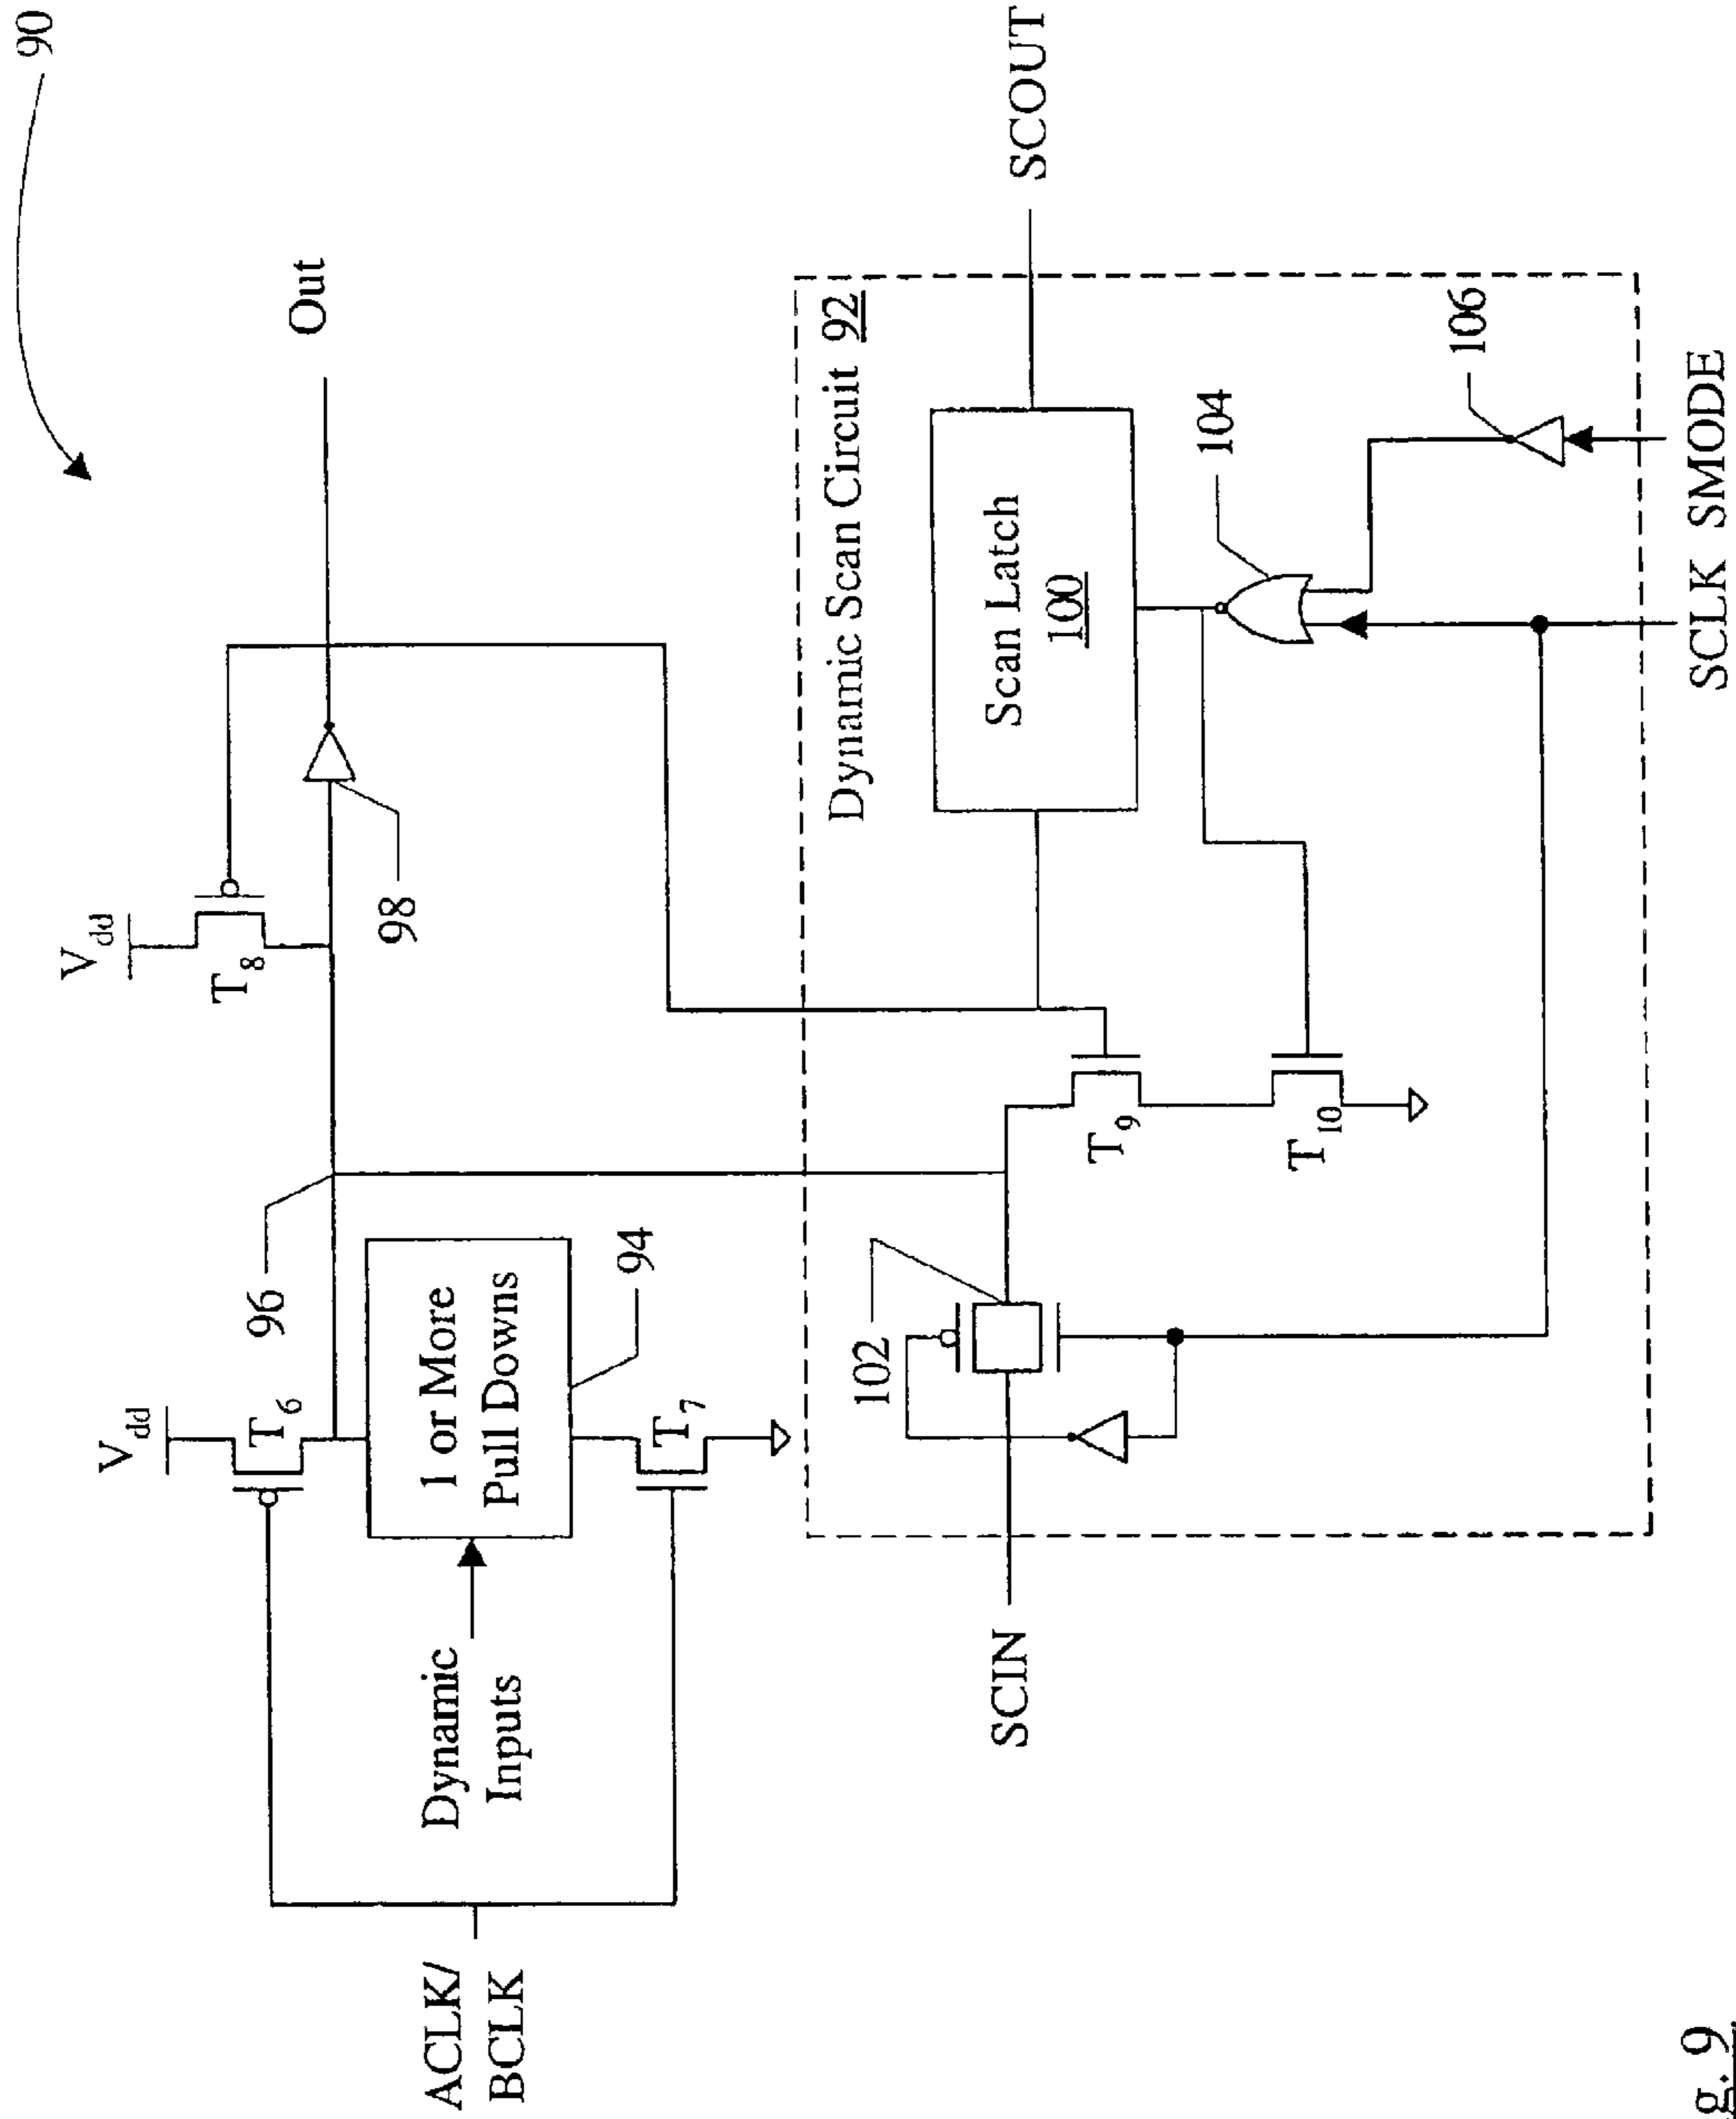 90
Vdd
T8
Out
98
96
Vdd
T6
1 or More
Pull Downs
94
T7
Dynamic
Inputs
ACLK/
BCLK
Dynamic Scan Circuit 92
Scan Latch
100
SCOUT
104
106
T9
T10
102
SCIN
SCLK SMODE
g. 9